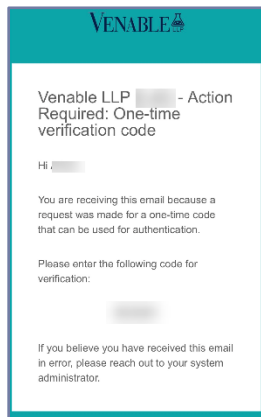 VENABLE
Venable LLP - Action
Required: One-time
verification code
Hi
You are receiving this email because a
request was made for a one-time code
that can be used for authentication.
Please enter the following code for
verification:
If you believe you have received this email
in error, please reach out to your system
administrator.